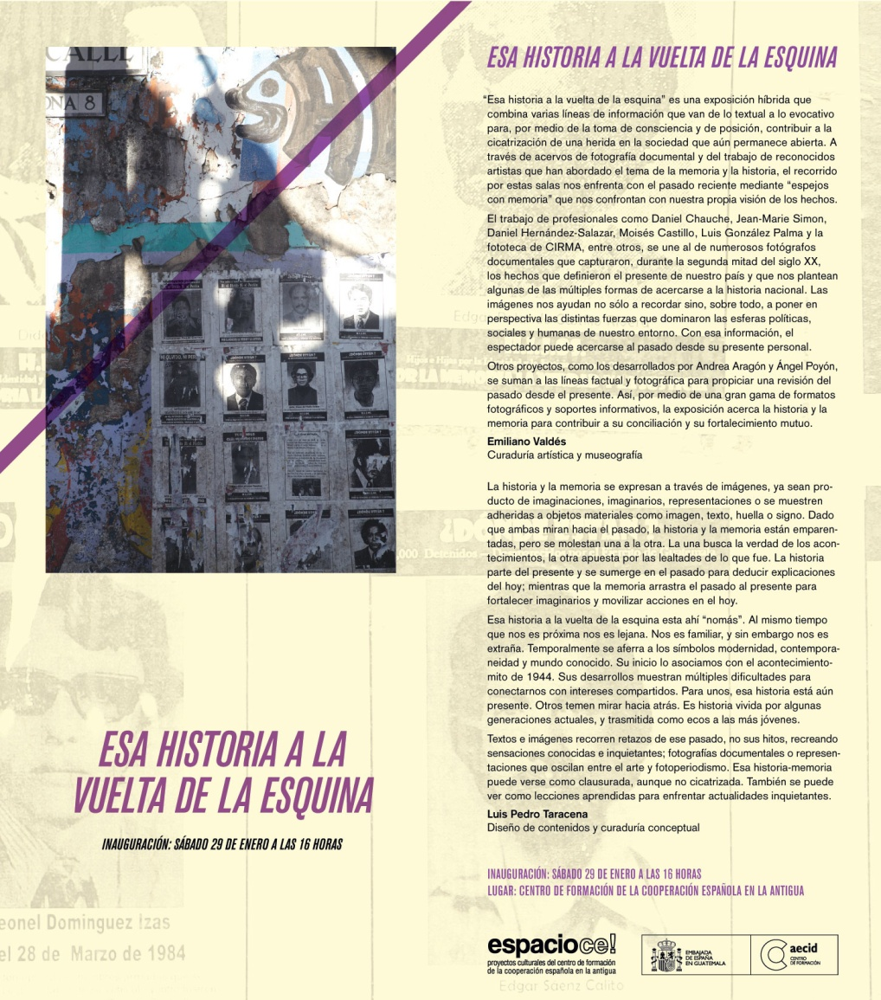 CALLE
ONA 8
¿DÓNDE ESTÁN?
ESA HISTORIA A LA
VUELTA DE LA ESQUINA
INAUGURACIÓN: SÁBADO 29 DE ENERO A LAS 16 HORAS
eonel Dominguez Izas
el 28 de Marzo de 1984
ESA HISTORIA A LA VUELTA DE LA ESQUINA
“Esa historia a la vuelta de la esquina” es una exposición híbrida que
combina varias líneas de información que van de lo textual a lo evocativo
para, por medio de la toma de consciencia y de posición, contribuir a la
cicatrización de una herida en la sociedad que aún permanece abierta. A
través de acervos de fotografía documental y del trabajo de reconocidos
artistas que han abordado el tema de la memoria y la historia, el recorrido
por estas salas nos enfrenta con el pasado reciente mediante “espejos
con memoria” que nos confrontan con nuestra propia visión de los hechos.
El trabajo de profesionales como Daniel Chauche, Jean-Marie Simon,
Daniel Hernández-Salazar, Moisés Castillo, Luis González Palma y la
fototeca de CIRMA, entre otros, se une al de numerosos fotógrafos
documentales que capturaron, durante la segunda mitad del siglo XX,
los hechos que definieron el presente de nuestro país y que nos plantean
algunas de las múltiples formas de acercarse a la historia nacional. Las
imágenes nos ayudan no sólo a recordar sino, sobre todo, a poner en
perspectiva las distintas fuerzas que dominaron las esferas políticas,
sociales y humanas de nuestro entorno. Con esa información, el
espectador puede acercarse al pasado desde su presente personal.
Otros proyectos, como los desarrollados por Andrea Aragón y Ángel Poyón,
se suman a las líneas factual y fotográfica para propiciar una revisión del
pasado desde el presente. Así, por medio de una gran gama de formatos
fotográficos y soportes informativos, la exposición acerca la historia y la
memoria para contribuir a su conciliación y su fortalecimiento mutuo.
Emiliano Valdés
Curaduría artística y museografía
La historia y la memoria se expresan a través de imágenes, ya sean pro-
ducto de imaginaciones, imaginarios, representaciones o se muestren
adheridas a objetos materiales como imagen, texto, huella o signo. Dado
que ambas miran hacia el pasado, la historia y la memoria están emparen-
tadas, pero se molestan una a la otra. La una busca la verdad de los acon-
tecimientos, la otra apuesta por las lealtades de lo que fue. La historia
parte del presente y se sumerge en el pasado para deducir explicaciones
del hoy; mientras que la memoria arrastra el pasado al presente para
fortalecer imaginarios y movilizar acciones en el hoy.
Esa historia a la vuelta de la esquina esta ahí “nomás”. Al mismo tiempo
que nos es próxima nos es lejana. Nos es familiar, y sin embargo nos es
extraña. Temporalmente se aferra a los símbolos modernidad, contempora-
neidad y mundo conocido. Su inicio lo asociamos con el acontecimiento-
mito de 1944. Sus desarrollos muestran múltiples dificultades para
conectarnos con intereses compartidos. Para unos, esa historia está aún
presente. Otros temen mirar hacia atrás. Es historia vivida por algunas
generaciones actuales, y trasmitida como ecos a las más jóvenes.
Textos e imágenes recorren retazos de ese pasado, no sus hitos, recreando
sensaciones conocidas e inquietantes; fotografías documentales o represen-
taciones que oscilan entre el arte y fotoperiodismo. Esa historia-memoria
puede verse como clausurada, aunque no cicatrizada. También se puede
ver como lecciones aprendidas para enfrentar actualidades inquietantes.
Luis Pedro Taracena
Diseño de contenidos y curaduría conceptual
INAUGURACIÓN: SÁBADO 29 DE ENERO A LAS 16 HORAS
LUGAR: CENTRO DE FORMACIÓN DE LA COOPERACIÓN ESPAÑOLA EN LA ANTIGUA
espacioce!
proyectos culturales del centro de formación
de la cooperación española en la antigua
EMBAJADA
DE ESPAÑA
EN GUATEMALA
aecid
CENTRO
DE FORMACIÓN
Edgar Saenz Calito